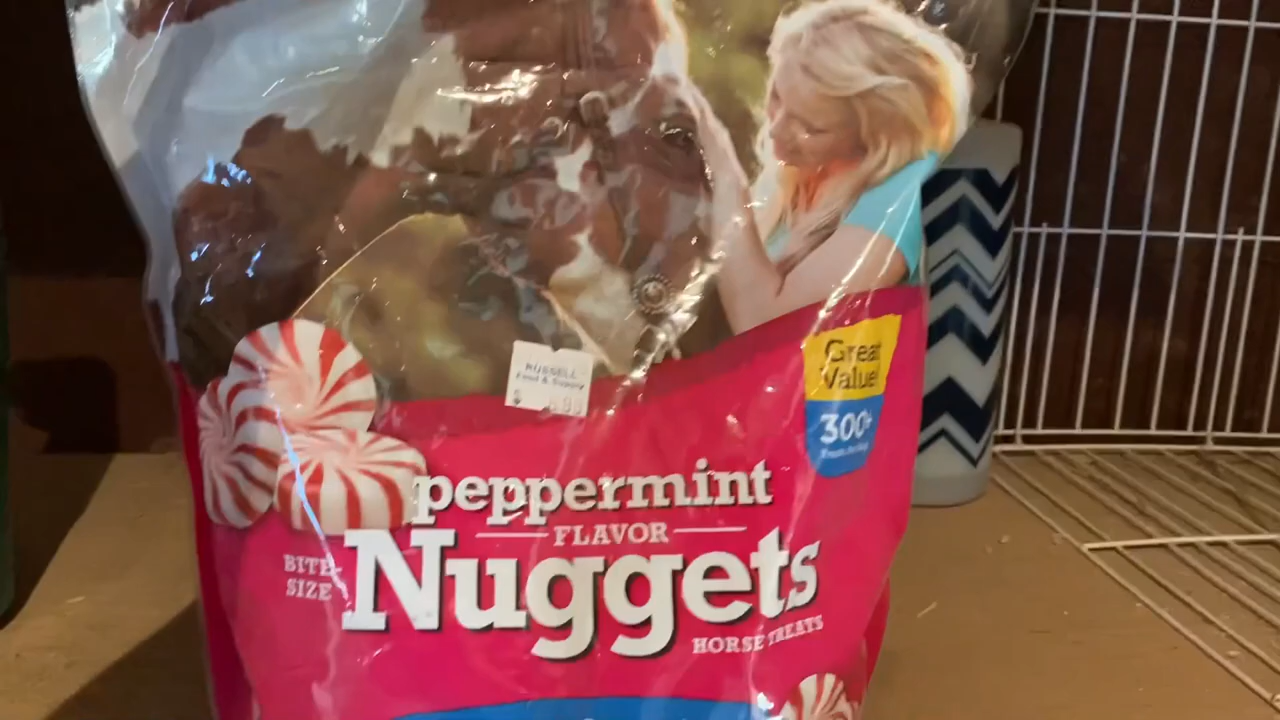 RUSSELL
Feed & Supply
$
Great
Value!
300+
peppermint
FLAVOR
BITE-
SIZE
Nuggets
HORSE TREATS